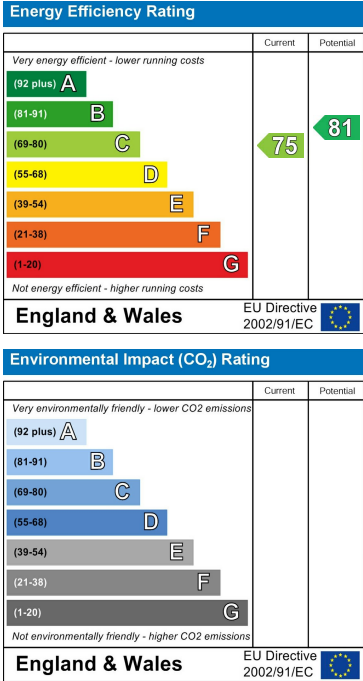 Energy Efficiency Rating
Current Potential
Very energy efficient - lower running costs
(92 plus) A
(81-91) B
(69-80) C
(55-68) D
(39-54) E
(21-38) F
(1-20) G
75
81
Not energy efficient - higher running costs
England & Wales
EU Directive
2002/91/EC
Environmental Impact (CO₂) Rating
Current Potential
Very environmentally friendly - lower CO2 emissions
(92 plus) A
(81-91) B
(69-80) C
(55-68) D
(39-54) E
(21-38) F
(1-20) G
Not environmentally friendly - higher CO2 emissions
England & Wales
EU Directive
2002/91/EC